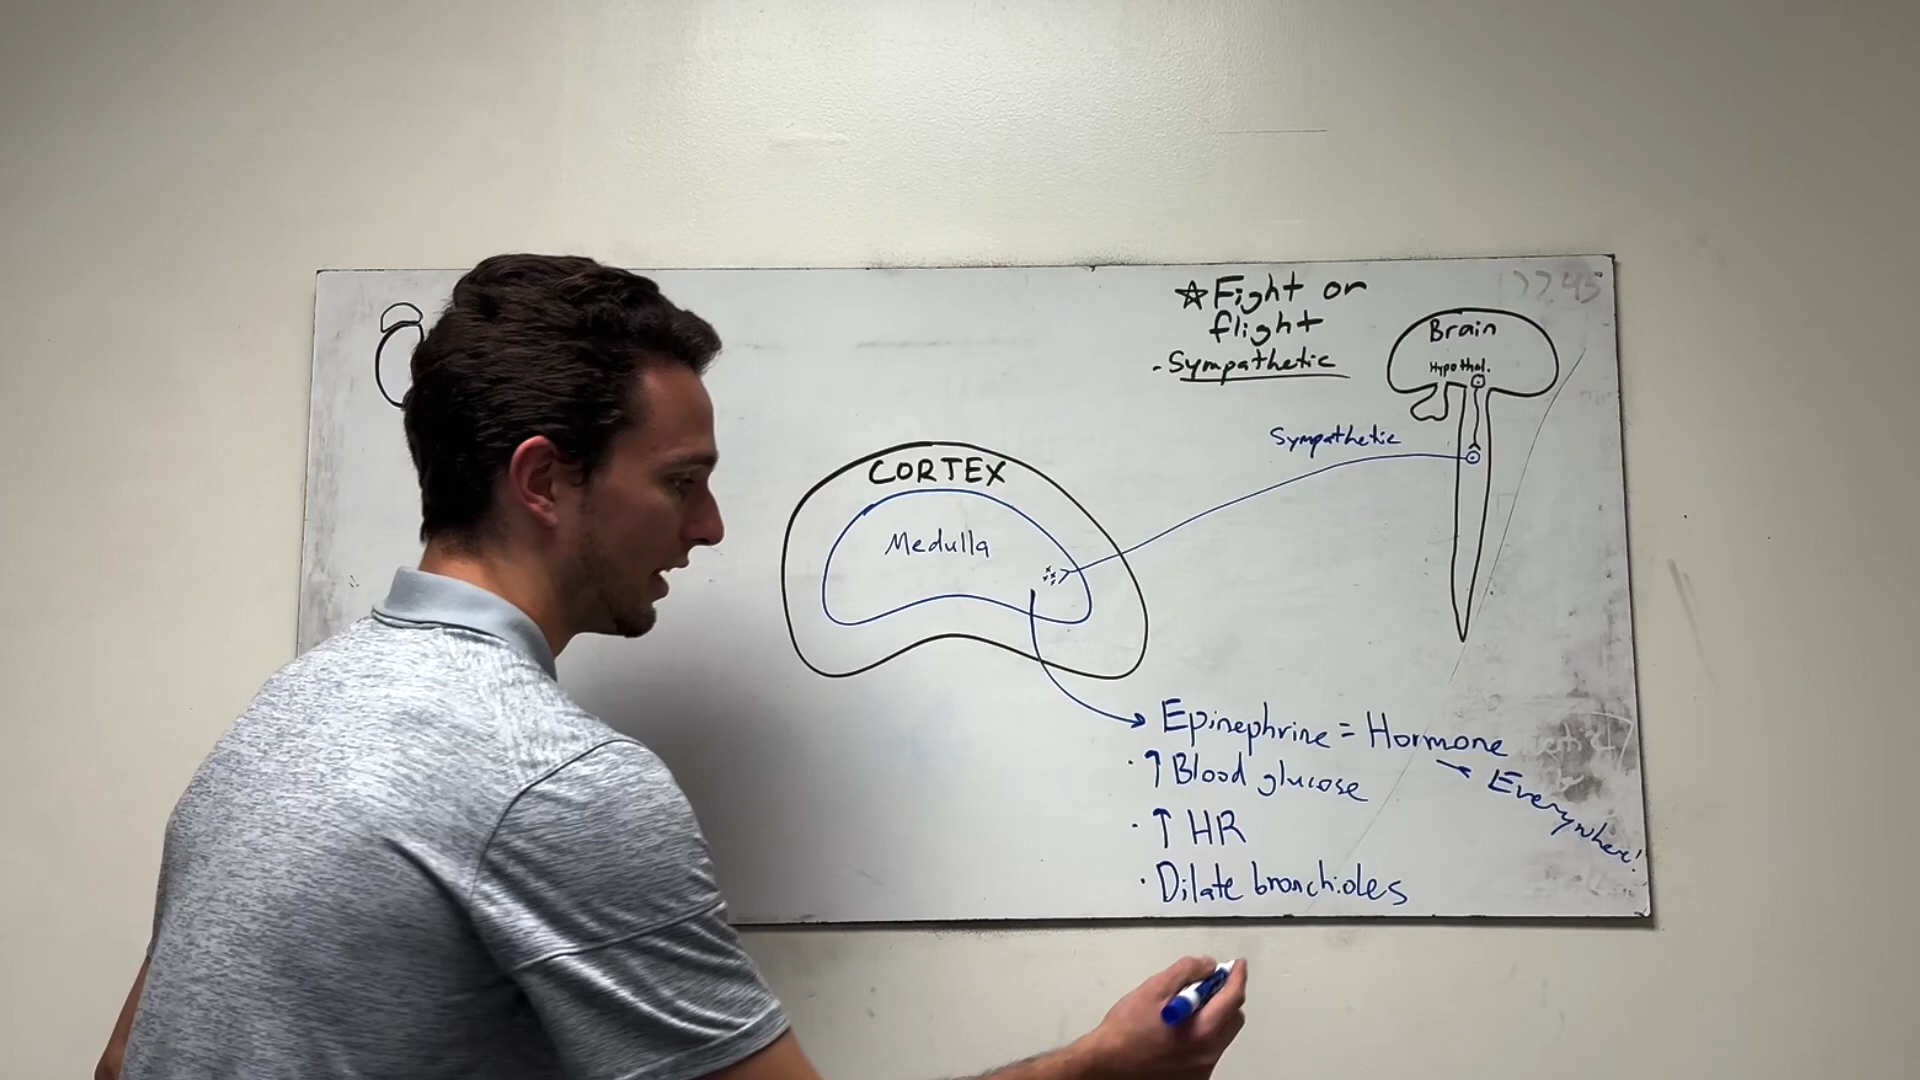 ☆Fight or
flight
- Sympathetic
Brain
Hypothal.
Sympathetic
CORTEX
Medulla
Epinephrine = Hormone
→ Everywhere!
· ↑ Blood glucose
· ↑ HR
· Dilate bronchioles